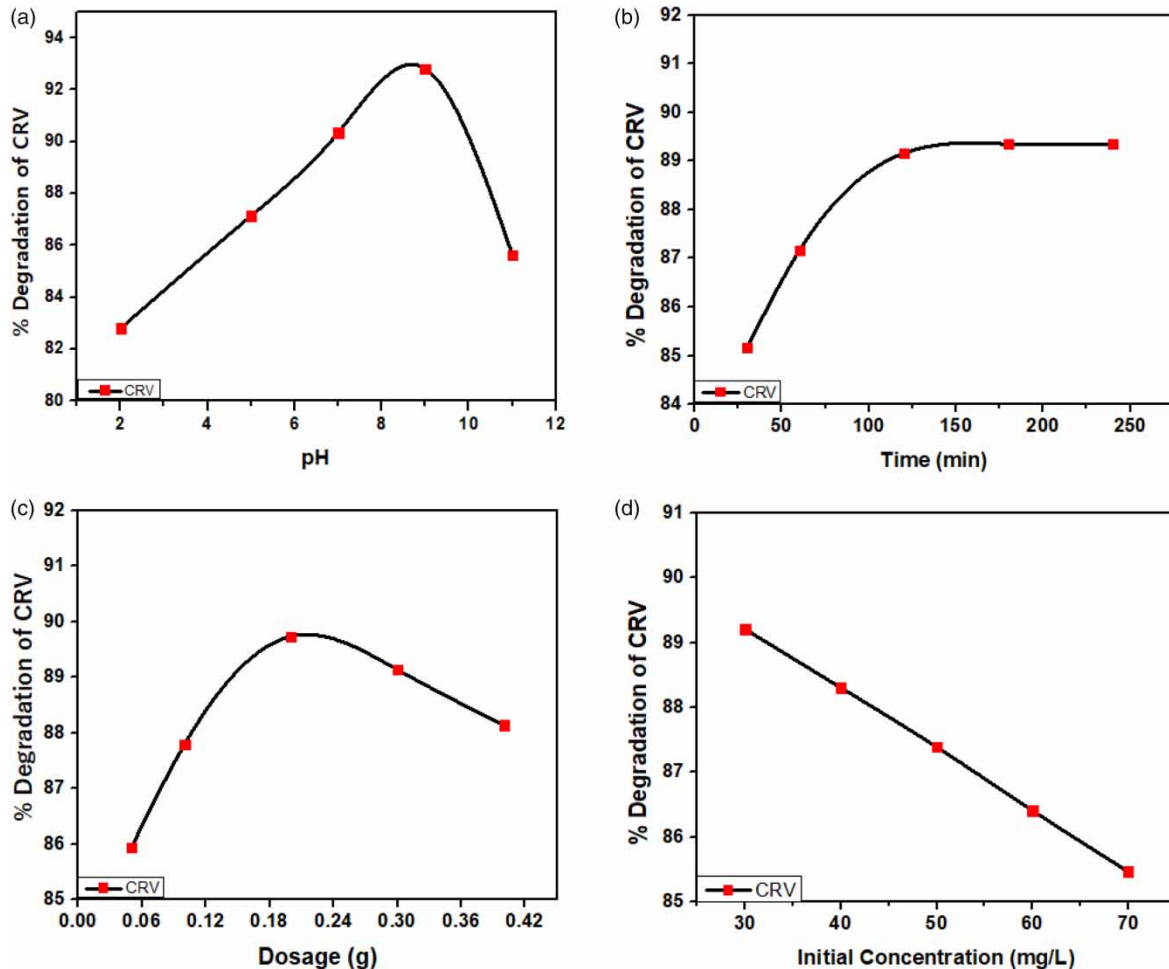 (a)
% Degradation of CRV
94
92
90
88
86
84
82
80
CRV
2 4 6 8 10 12
pH
(b)
% Degradation of CRV
92
91
90
89
88
87
86
85
84
CRV
0 50 100 150 200 250
Time (min)
(c)
% Degradation of CRV
92
91
90
89
88
87
86
85
CRV
0.00 0.06 0.12 0.18 0.24 0.30 0.36 0.42
Dosage (g)
(d)
% Degradation of CRV
91
90
89
88
87
86
85
CRV
30 40 50 60 70
Initial Concentration (mg/L)